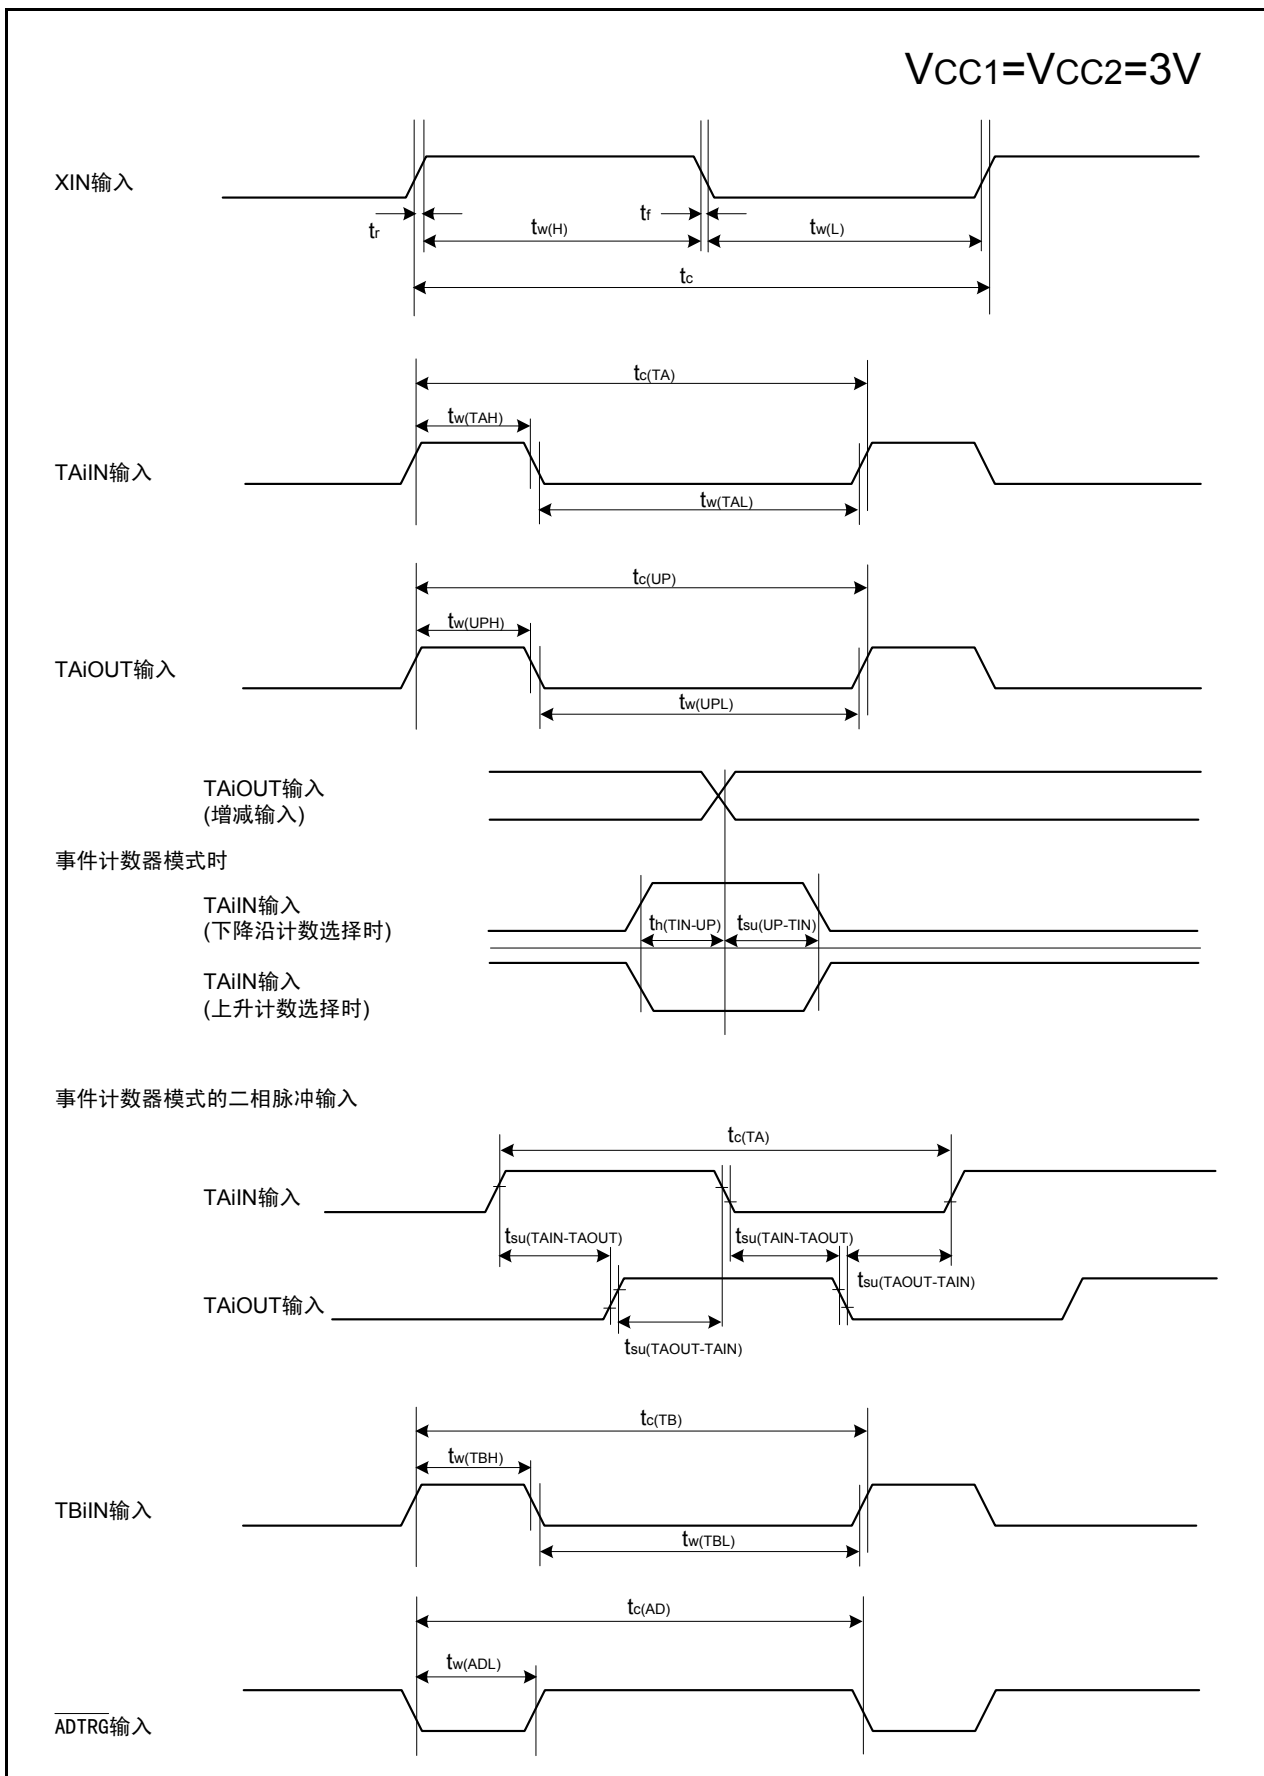 VCC1=VCC2=3V
XIN输入
tr
tw(H)
tf
tw(L)
tc
tc(TA)
tw(TAH)
TAiIN输入
tw(TAL)
tc(UP)
tw(UPH)
TAiOUT输入
tw(UPL)
TAiOUT输入
(增减输入)
事件计数器模式时
TAiIN输入
(下降沿计数选择时)
th(TIN-UP)
tsu(UP-TIN)
TAiIN输入
(上升计数选择时)
事件计数器模式的二相脉冲输入
tc(TA)
TAiIN输入
tsu(TAIN-TAOUT)
tsu(TAIN-TAOUT)
tsu(TAOUT-TAIN)
TAiOUT输入
tsu(TAOUT-TAIN)
tc(TB)
tw(TBH)
TBiIN输入
tw(TBL)
tc(AD)
tw(ADL)
ADTRG输入